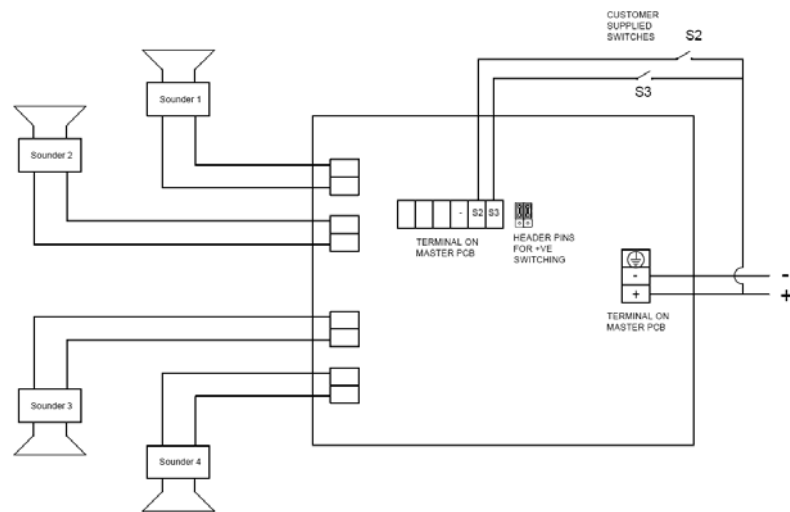 CUSTOMER
SUPPLIED
SWITCHES
S2
S3
Sounder 1
Sounder 2
- S2 S3
TERMINAL ON
MASTER PCB
HEADER PINS
FOR +VE
SWITCHING
-
+
-
+
TERMINAL ON
MASTER PCB
Sounder 3
Sounder 4